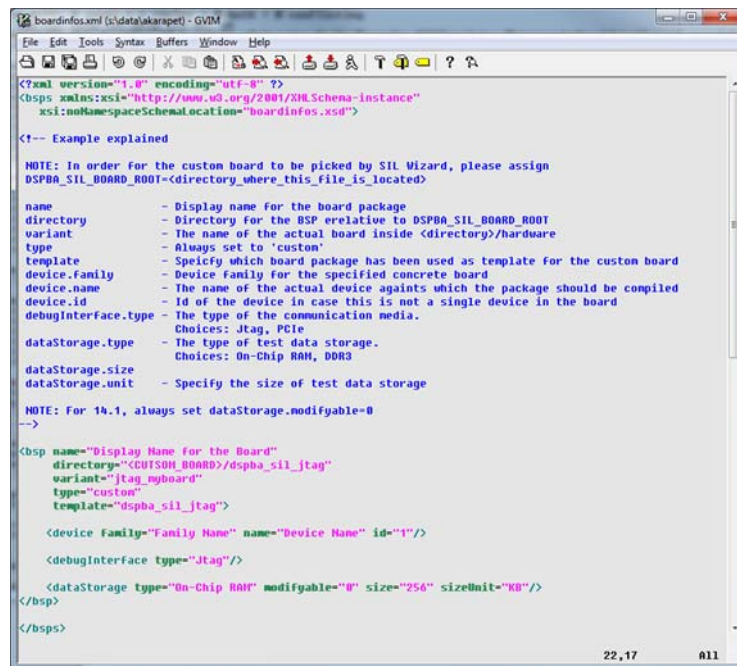 boardinfos.xml (s:\data\akarapet) - GVIM
File Edit Tools Syntax Buffers Window Help
<?xml version="1.0" encoding="utf-8" ?>
<bsps xmlns:xsi="http://www.w3.org/2001/XMLSchema-instance"
xsi:noNamespaceSchemaLocation="boardinfos.xsd">
<!-- Example explained
NOTE: In order for the custom board to be picked by SIL Wizard, please assign
DSPBA_SIL_BOARD_ROOT=<directory_where_this_file_is_located>
name - Display name for the board package
directory - Directory for the BSP erelative to DSPBA_SIL_BOARD_ROOT
variant - The name of the actual board inside <directory>/hardware
type - Always set to 'custom'
template - Speicfy which board package has been used as template for the custom board
device.family - Device family for the specified concrete board
device.name - The name of the actual device againts which the package should be compiled
device.id - Id of the device in case this is not a single device in the board
debugInterface.type - The type of the communication media.
Choices: Jtag, PCIe
dataStorage.type - The type of test data storage.
Choices: On-Chip RAM, DDR3
dataStorage.size
dataStorage.unit - Specify the size of test data storage
NOTE: For 14.1, always set dataStorage.modifyable=0
-->
<bsp name="Display Name for the Board"
directory="<CUTSOM_BOARD>/dspba_sil_jtag"
variant="jtag_myboard"
type="custom"
template="dspba_sil_jtag">
<device family="Family Name" name="Device Name" id="1"/>
<debugInterface type="Jtag"/>
<dataStorage type="On-Chip RAM" modifyable="0" size="256" sizeUnit="KB"/>
</bsp>
</bsps>
22,17 All